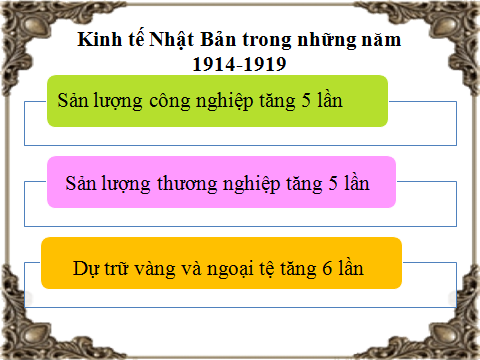 Kinh tế Nhật Bản trong những năm
1914-1919
Sản lượng công nghiệp tăng 5 lần
Sản lượng thương nghiệp tăng 5 lần
Dự trữ vàng và ngoại tệ tăng 6 lần